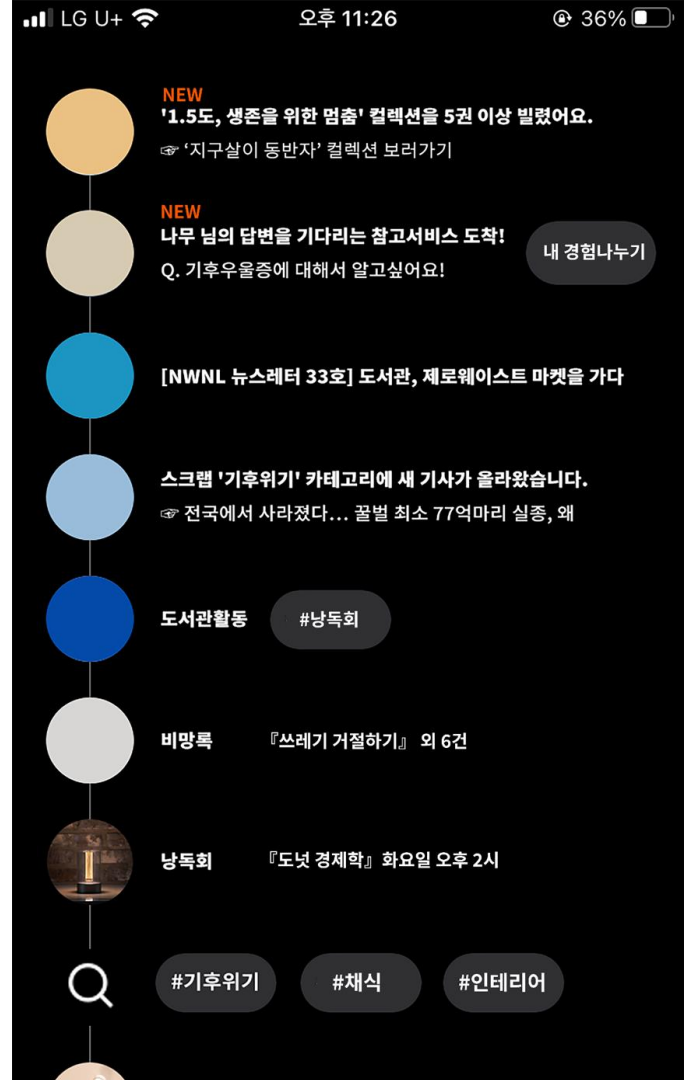 LG U+ 오후 11:26 36%
NEW
'1.5도, 생존을 위한 멈춤' 컬렉션을 5권 이상 빌렸어요.
☞ ‘지구살이 동반자’ 컬렉션 보러가기
NEW
나무 님의 답변을 기다리는 참고서비스 도착!
Q. 기후우울증에 대해서 알고싶어요!
내 경험나누기
[NWNL 뉴스레터 33호] 도서관, 제로웨이스트 마켓을 가다
스크랩 '기후위기' 카테고리에 새 기사가 올라왔습니다.
☞ 전국에서 사라졌다... 꿀벌 최소 77억마리 실종, 왜
도서관활동 #낭독회
비망록 『쓰레기 거절하기』 외 6건
낭독회 『도넛 경제학』 화요일 오후 2시
#기후위기 #채식 #인테리어